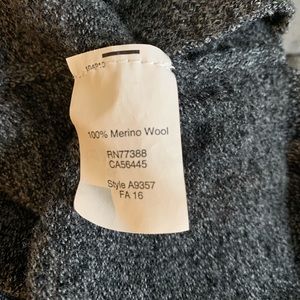 100% Merino Wool
RN77388
CA56445
Style A9357
FA 16